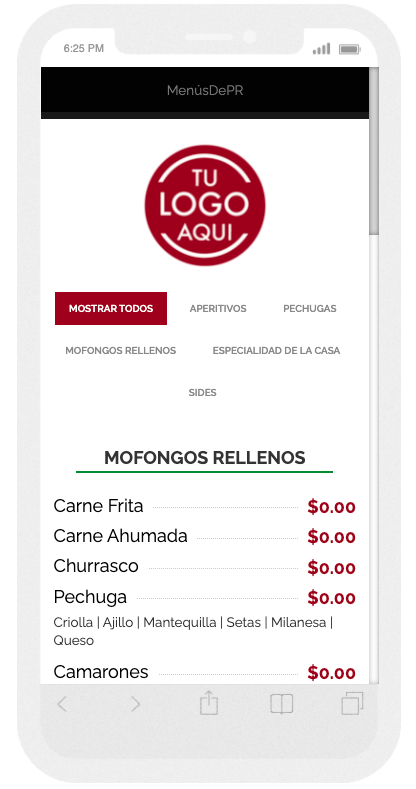 6:25 PM
MenúsDePR
TU
LOGO
AQUI
MOSTRAR TODOS APERITIVOS PECHUGAS
MOFONGOS RELLENOS ESPECIALIDAD DE LA CASA
SIDES
MOFONGOS RELLENOS
Carne Frita $0.00
Carne Ahumada $0.00
Churrasco $0.00
Pechuga $0.00
Criolla | Ajillo | Mantequilla | Setas | Milanesa |
Queso
Camarones $0.00